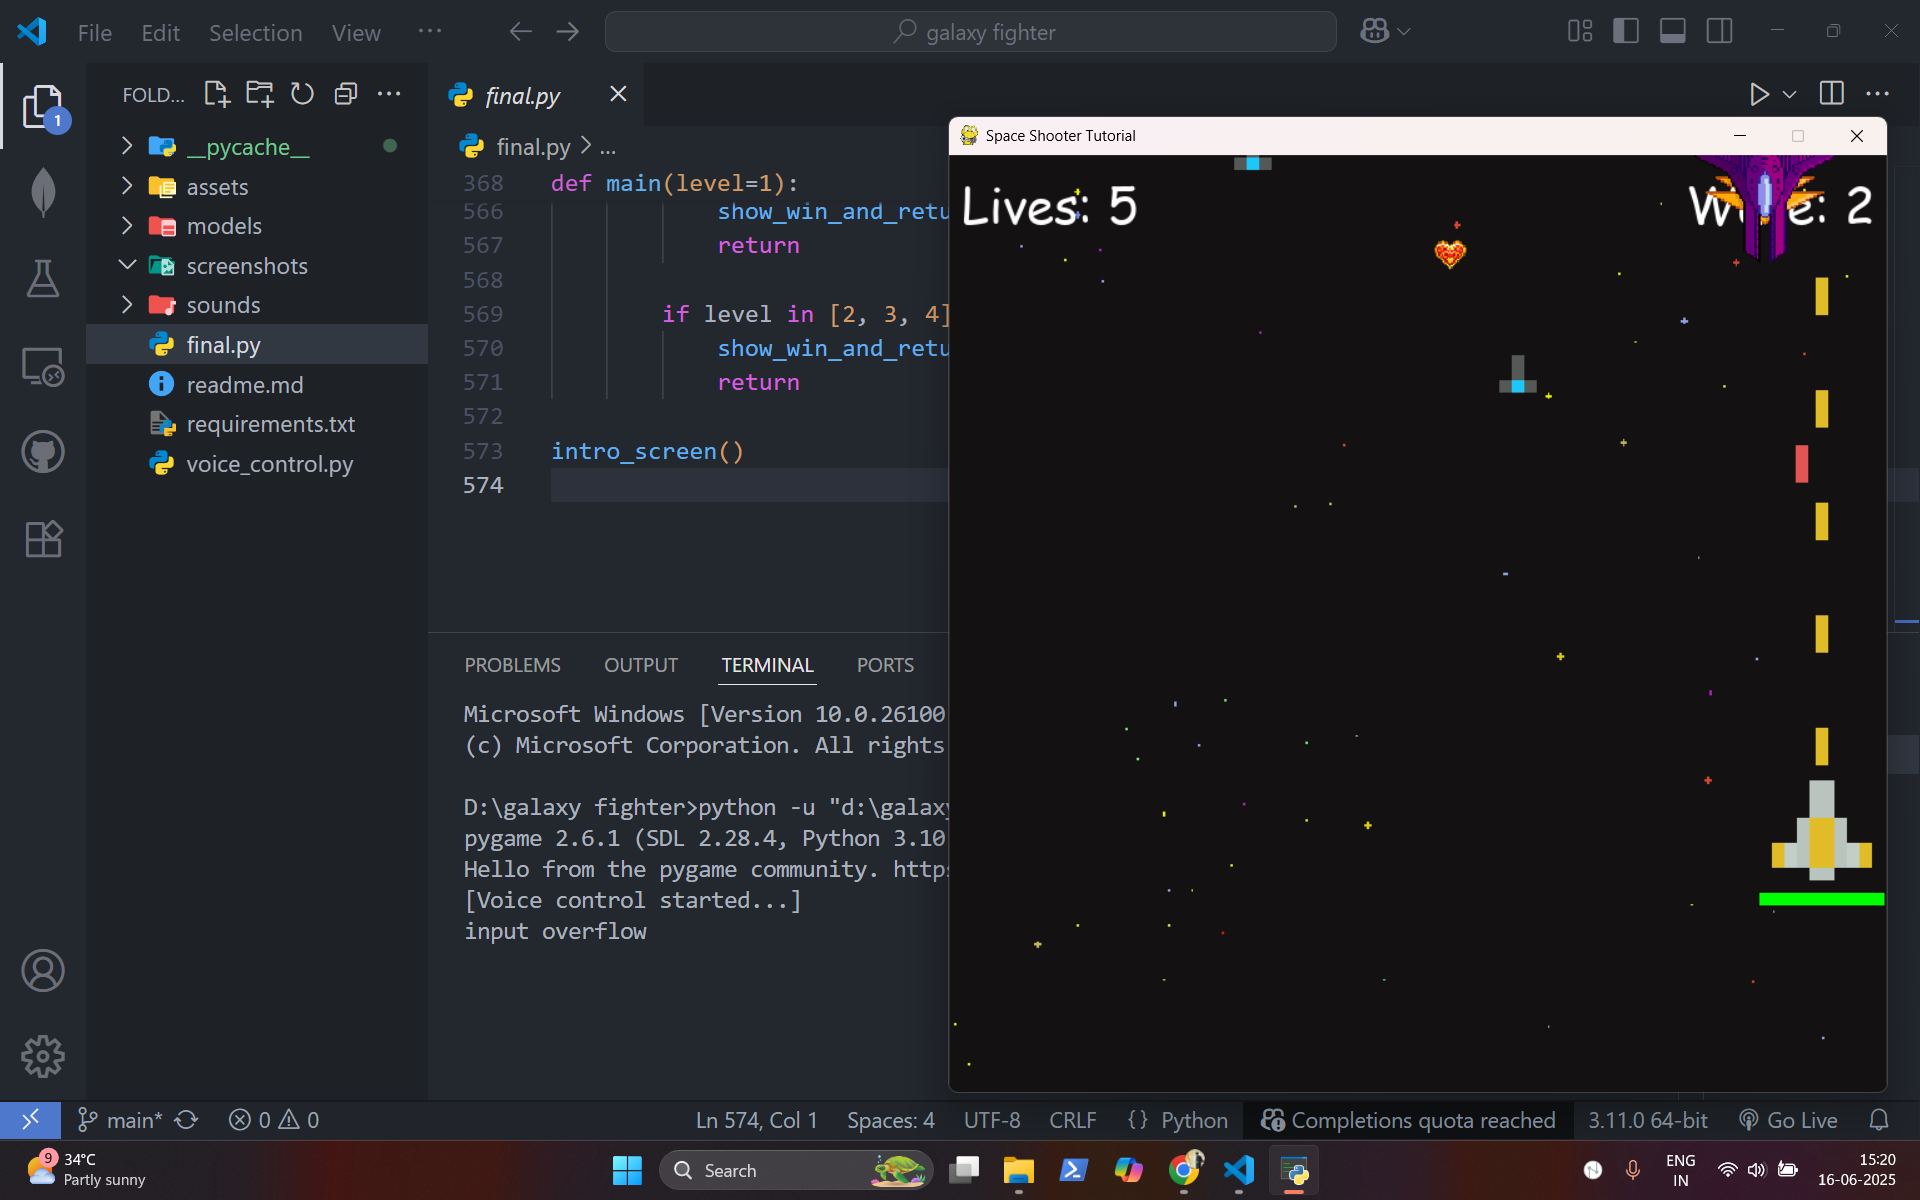 File Edit Selection View ...
galaxy fighter
FOLD...
1
__pycache__
assets
models
screenshots
sounds
final.py
readme.md
requirements.txt
voice_control.py
final.py
final.py > ...
368 def main(level=1):
566 show_win_and_retu
567 return
568
569 if level in [2, 3, 4]
570 show_win_and_retu
571 return
572
573 intro_screen()
574
PROBLEMS OUTPUT TERMINAL PORTS
Microsoft Windows [Version 10.0.26100
(c) Microsoft Corporation. All rights
D:\galaxy fighter>python -u "d:\galaxy
pygame 2.6.1 (SDL 2.28.4, Python 3.10
Hello from the pygame community. http
[Voice control started...]
input overflow
Space Shooter Tutorial
Lives: 5
2
main* 0 0 Ln 574, Col 1 Spaces: 4 UTF-8 CRLF {} Python Completions quota reached 3.11.0 64-bit Go Live
9
34°C
Partly sunny
Search
ENG
IN
15:20
16-06-2025